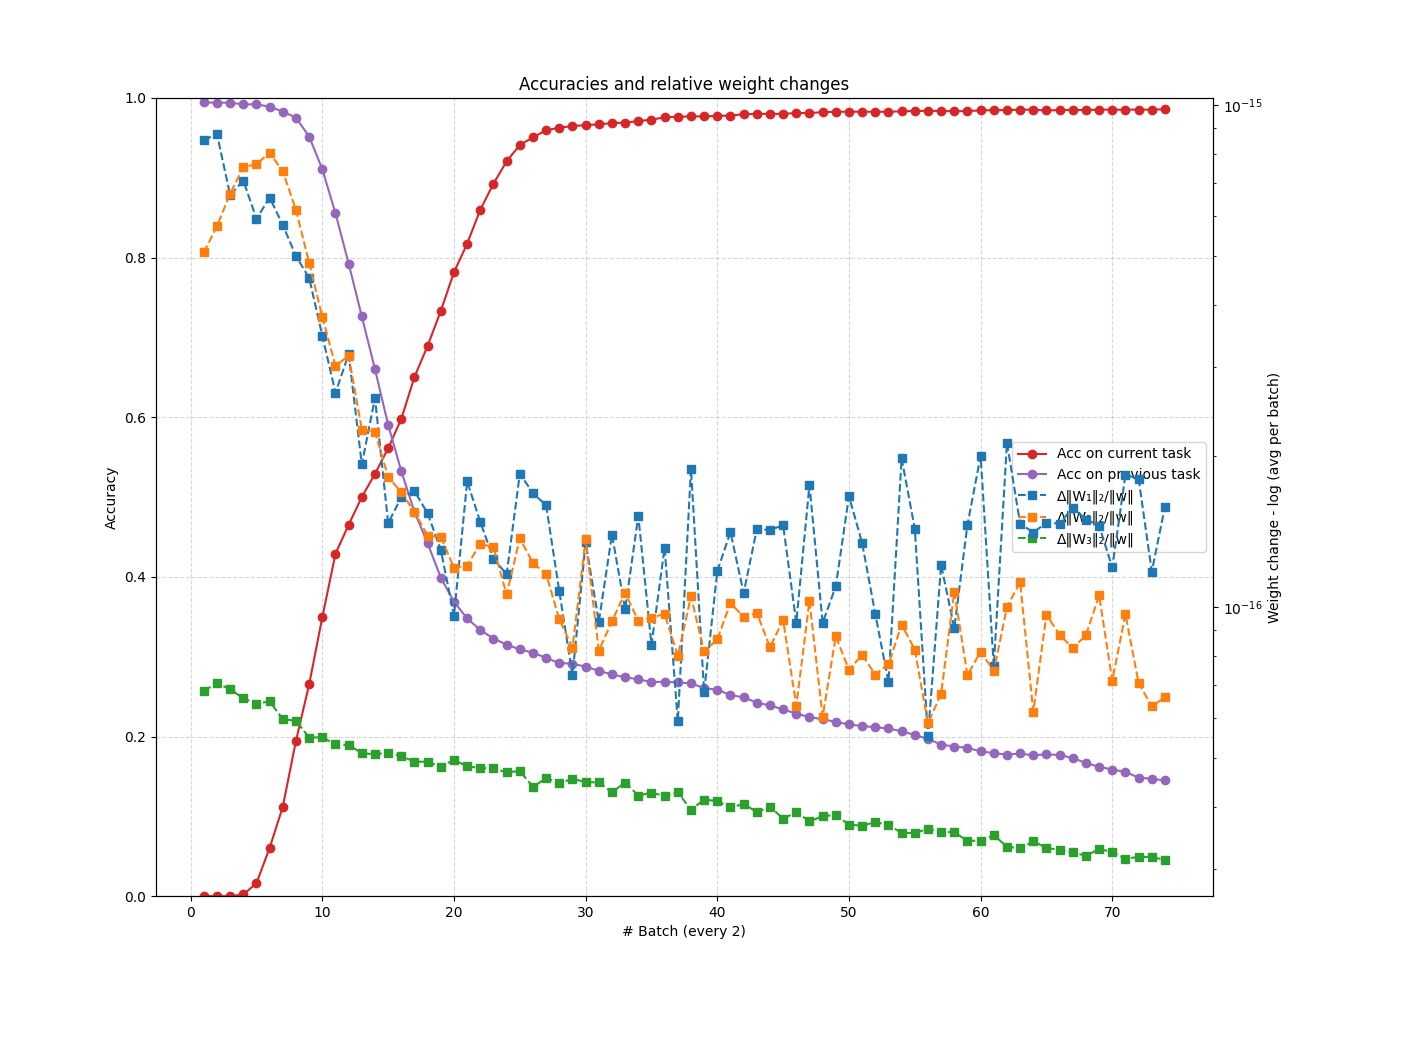 Accuracies and relative weight changes
1.0
0.8
0.6
0.4
0.2
0.0
Accuracy
0
10
20
30
40
50
60
70
# Batch (every 2)
10⁻¹⁵
10⁻¹⁶
Weight change - log (avg per batch)
Acc on current task
Acc on previous task
Δ‖W₁‖₂/‖w‖
Δ‖W₂‖₂/‖w‖
Δ‖W₃‖₂/‖w‖